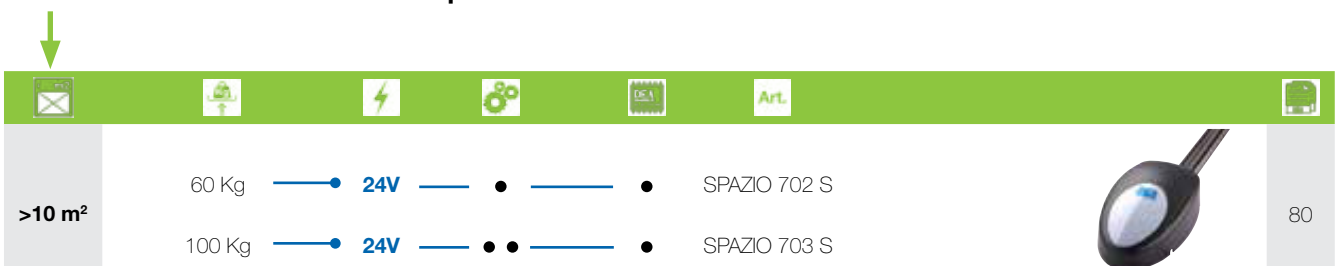 Art.
60 Kg 24V SPAZIO 702 S
>10 m²
80
100 Kg 24V SPAZIO 703 S